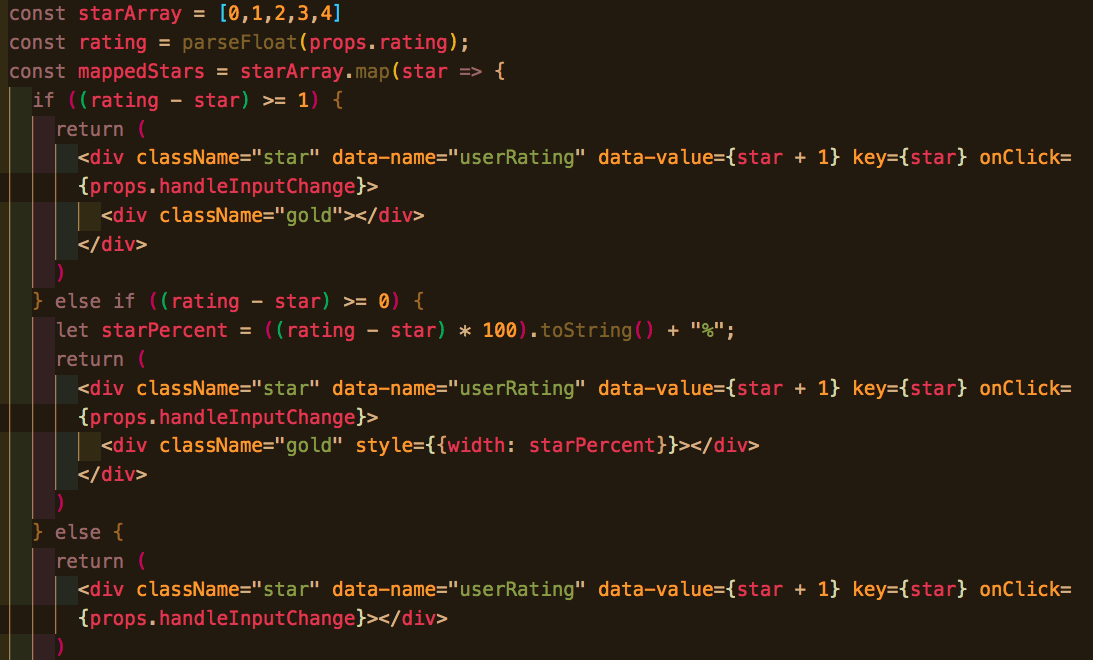 const starArray = [0,1,2,3,4]
const rating = parseFloat(props.rating);
const mappedStars = starArray.map(star => {
if ((rating - star) >= 1) {
return (
<div className="star" data-name="userRating" data-value={star + 1} key={star} onClick=
{props.handleInputChange}>
<div className="gold"></div>
</div>
)
} else if ((rating - star) >= 0) {
let starPercent = ((rating - star) * 100).toString() + "%";
return (
<div className="star" data-name="userRating" data-value={star + 1} key={star} onClick=
{props.handleInputChange}>
<div className="gold" style={{width: starPercent}}></div>
</div>
)
} else {
return (
<div className="star" data-name="userRating" data-value={star + 1} key={star} onClick=
{props.handleInputChange}></div>
)